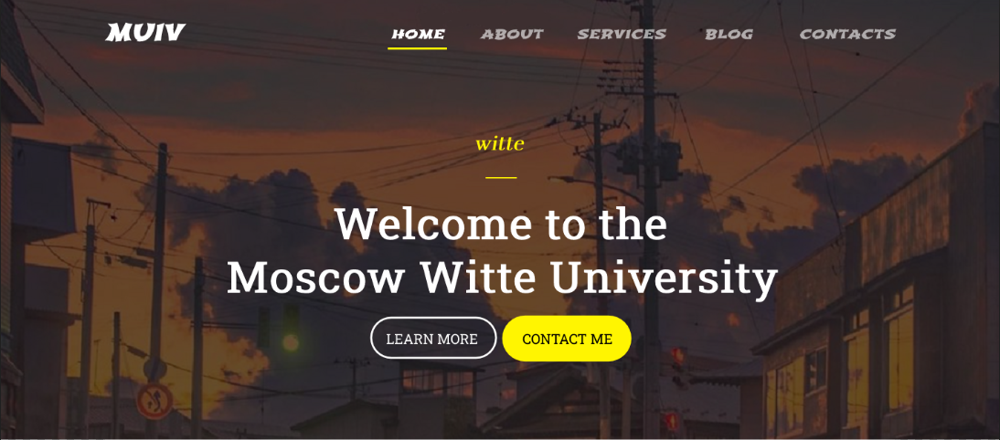 MUIV
HOME ABOUT SERVICES BLOG CONTACTS
witte
Welcome to the
Moscow Witte University
LEARN MORE CONTACT ME